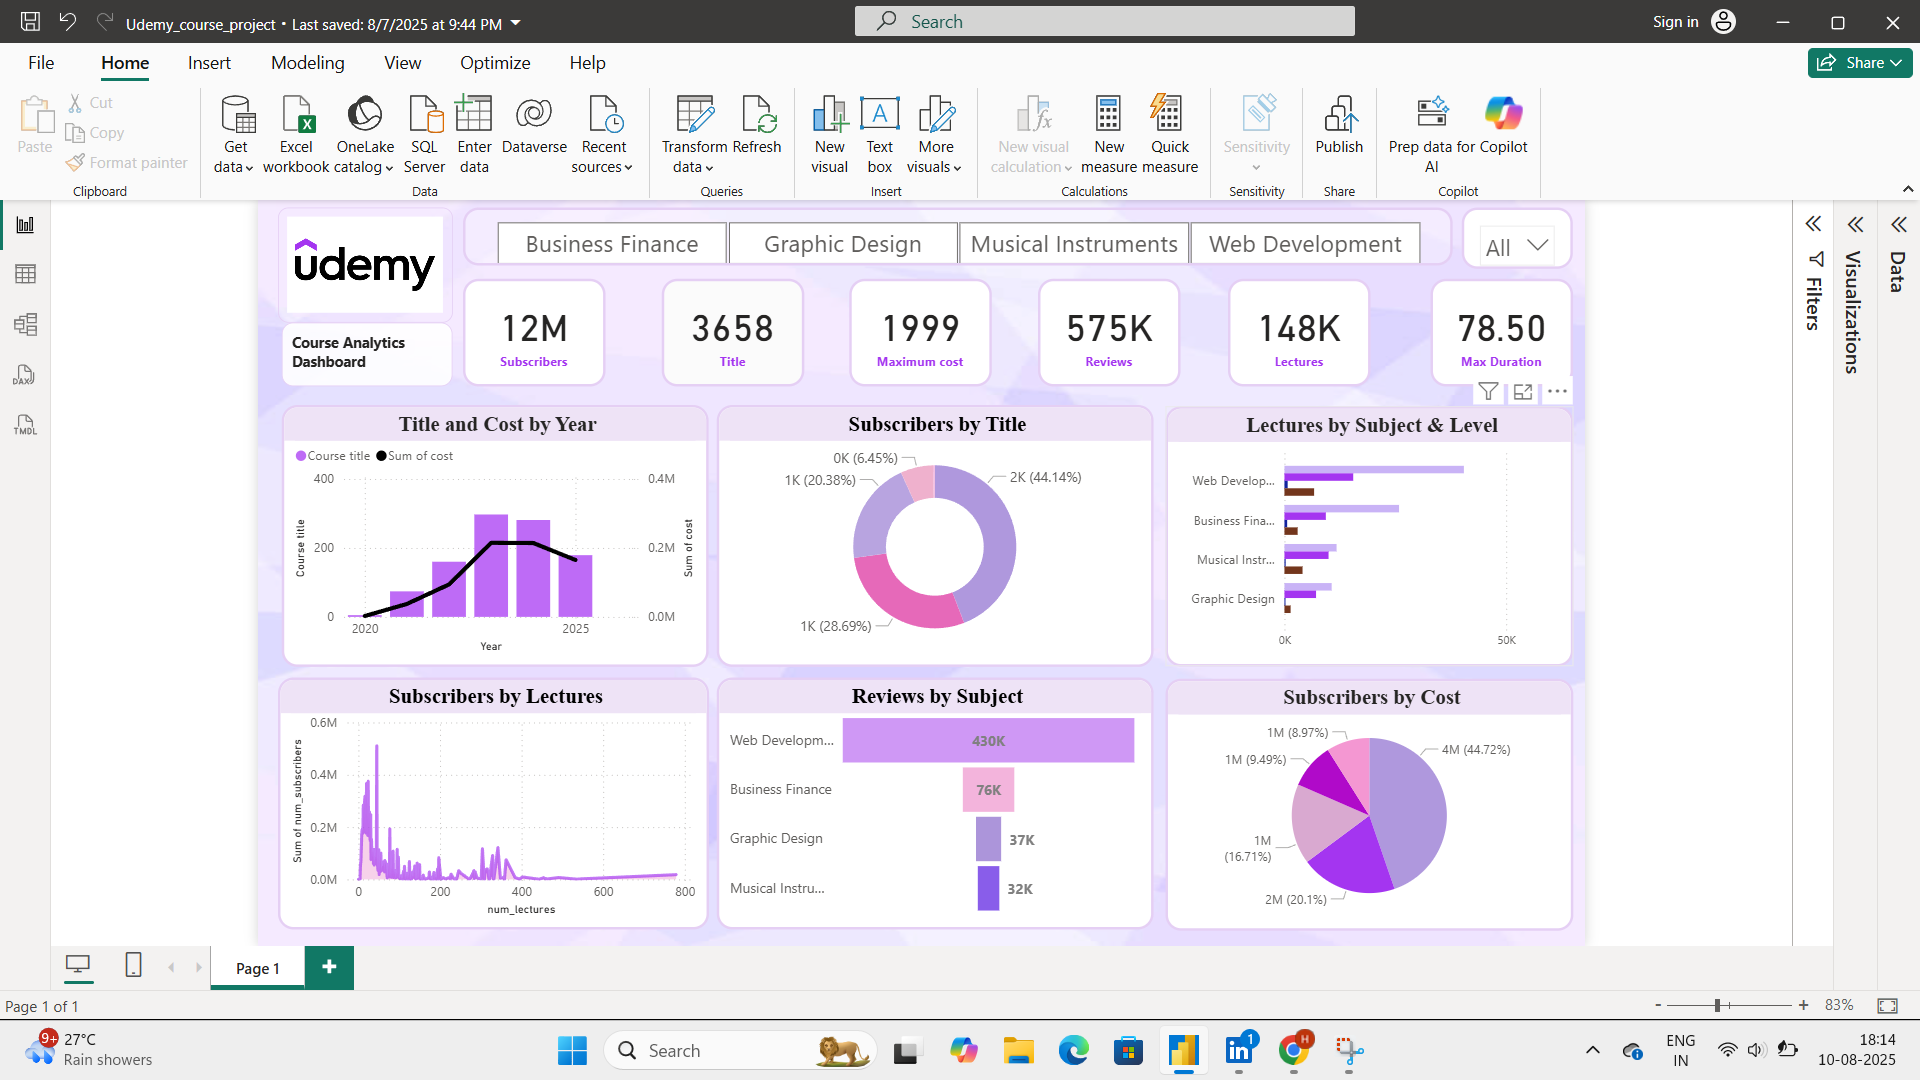 Udemy_course_project • Last saved: 8/7/2025 at 9:44 PM
Search
Sign in
File
Home
Insert
Modeling
View
Optimize
Help
Share
Paste
Cut
Copy
Format painter
Clipboard
Get data
Excel workbook
OneLake catalog
SQL Server
Enter data
Dataverse
Recent sources
Data
Transform data
Refresh
Queries
New visual
Text box
More visuals
Insert
New visual calculation
New measure
Quick measure
Calculations
Sensitivity
Sensitivity
Publish
Share
Prep data for AI
Copilot
Copilot
DAX
TMDL
udemy
Course Analytics
Dashboard
Business Finance
Graphic Design
Musical Instruments
Web Development
All
12M
Subscribers
3658
Title
1999
Maximum cost
575K
Reviews
148K
Lectures
78.50
Max Duration
Title and Cost by Year
Course title
Sum of cost
400
200
0
Course title
0.4M
0.2M
0.0M
Sum of cost
2020
2025
Year
Subscribers by Title
0K (6.45%)
1K (20.38%)
2K (44.14%)
1K (28.69%)
Lectures by Subject & Level
Web Develop...
Business Fina...
Musical Instr...
Graphic Design
0K
50K
Subscribers by Lectures
0.6M
0.4M
0.2M
0.0M
Sum of num_subscribers
0
200
400
600
800
num_lectures
Reviews by Subject
Web Developm...
430K
Business Finance
76K
Graphic Design
37K
Musical Instru...
32K
Subscribers by Cost
1M (8.97%)
1M (9.49%)
4M (44.72%)
1M
(16.71%)
2M (20.1%)
Filters
Visualizations
Data
Page 1
Page 1 of 1
83%
9+
27°C
Rain showers
Search
1
H
ENG
IN
18:14
10-08-2025